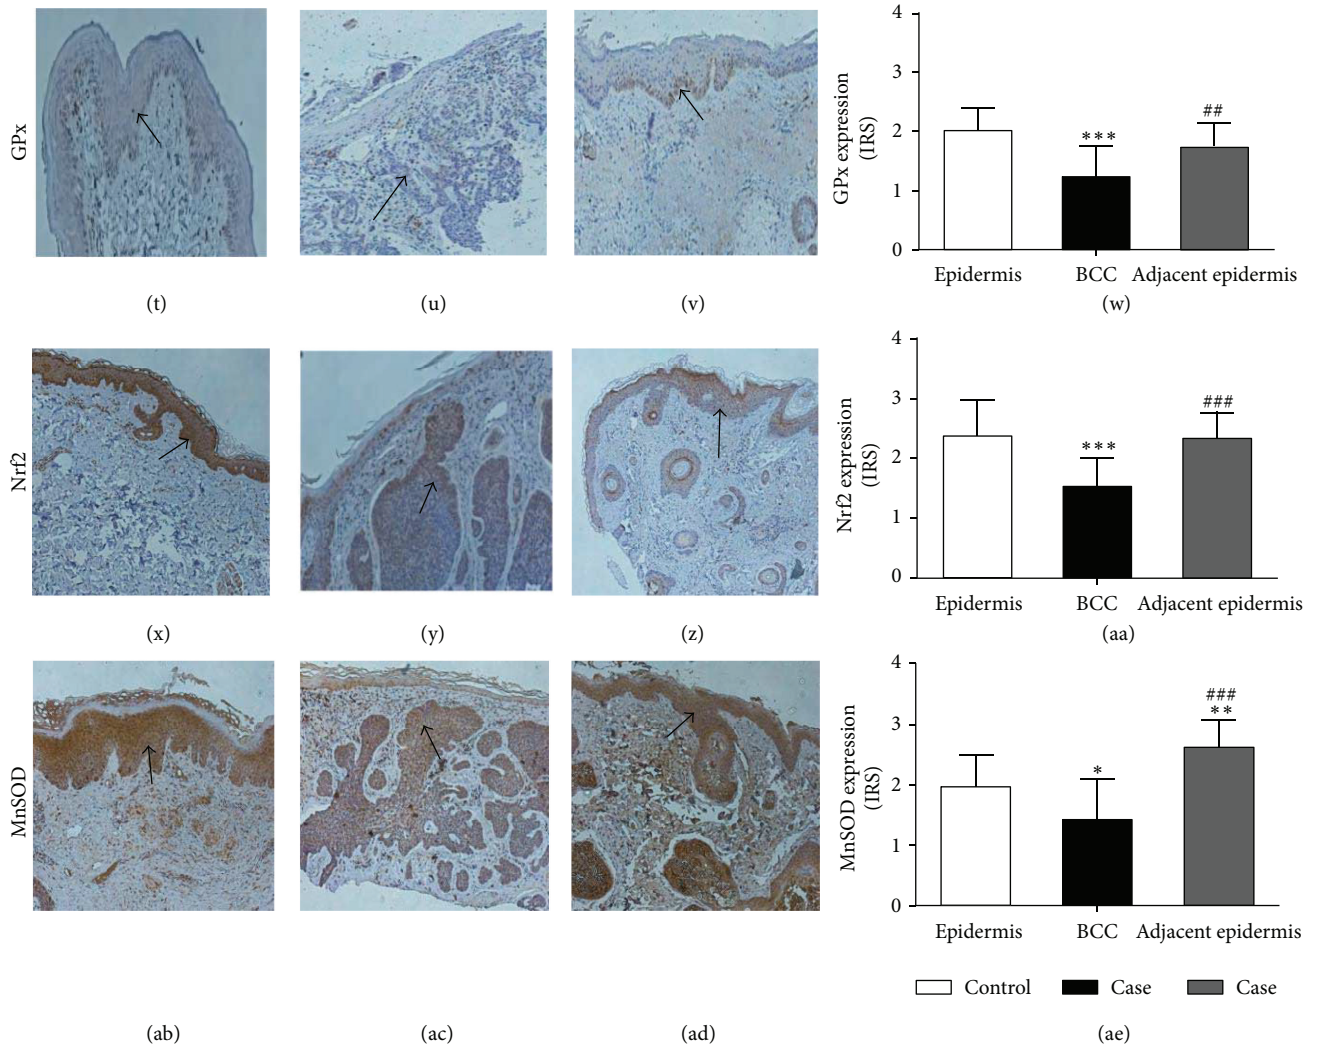 GPx
(t)
(u)
(v)
GPx expression
(IRS)
4
3
2
1
0
***
##
Epidermis
BCC
Adjacent epidermis
(w)
Nrf2
(x)
(y)
(z)
Nrf2 expression
(IRS)
4
3
2
1
0
***
###
Epidermis
BCC
Adjacent epidermis
(aa)
MnSOD
MnSOD expression
(IRS)
4
3
2
1
0
*
###
**
Epidermis
BCC
Adjacent epidermis
Control
Case
Case
(ab)
(ac)
(ad)
(ae)